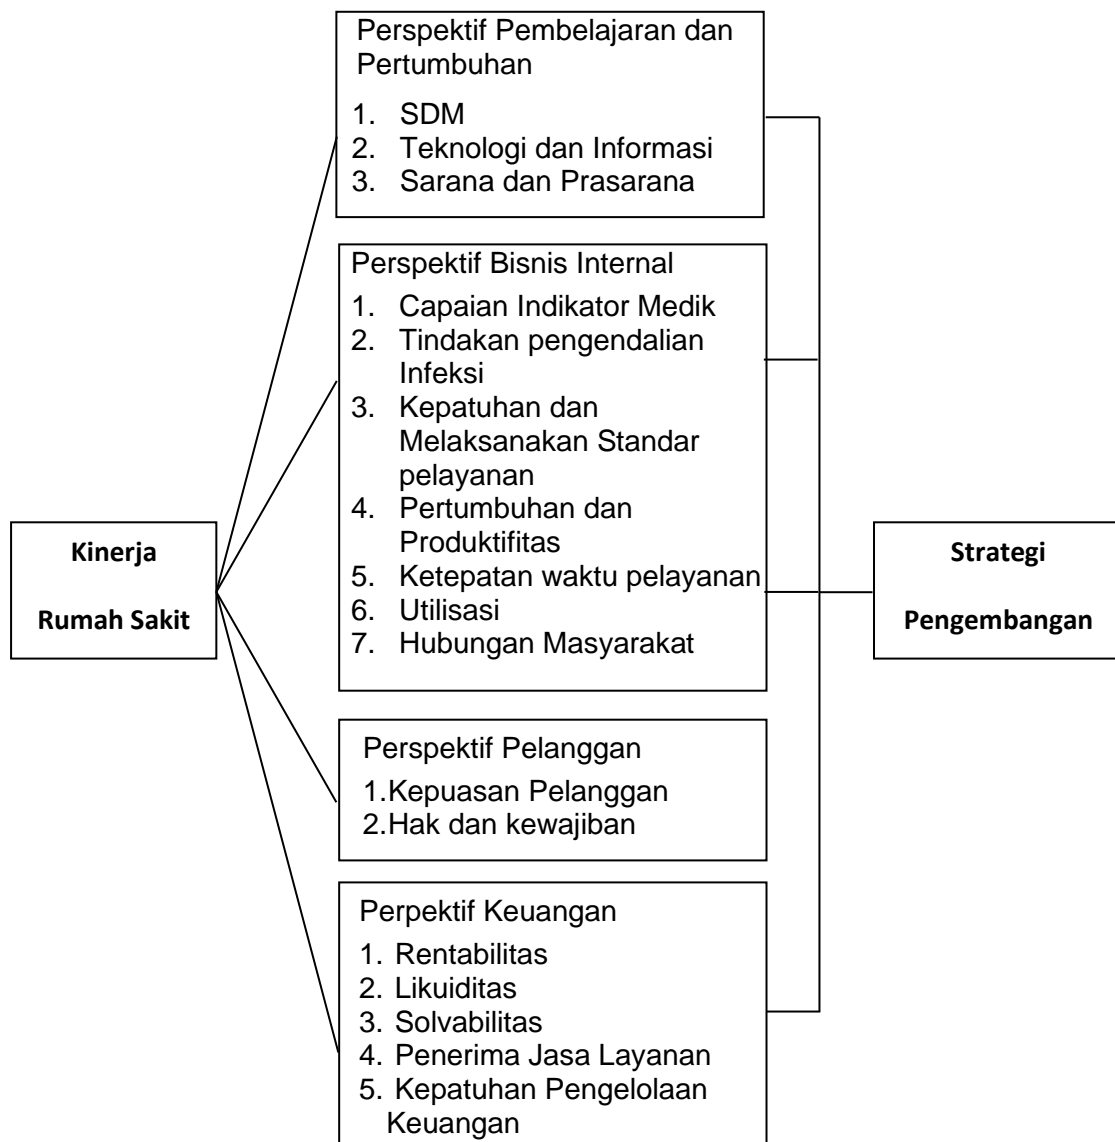 Perspektif Pembelajaran dan
Pertumbuhan
1. SDM
2. Teknologi dan Informasi
3. Sarana dan Prasarana
Perspektif Bisnis Internal
1. Capaian Indikator Medik
2. Tindakan pengendalian
Infeksi
3. Kepatuhan dan
Melaksanakan Standar
pelayanan
4. Pertumbuhan dan
Produktifitas
5. Ketepatan waktu pelayanan
6. Utilisasi
7. Hubungan Masyarakat
Kinerja
Rumah Sakit
Strategi
Pengembangan
Perspektif Pelanggan
1.Kepuasan Pelanggan
2.Hak dan kewajiban
Perpektif Keuangan
1. Rentabilitas
2. Likuiditas
3. Solvabilitas
4. Penerima Jasa Layanan
5. Kepatuhan Pengelolaan
Keuangan